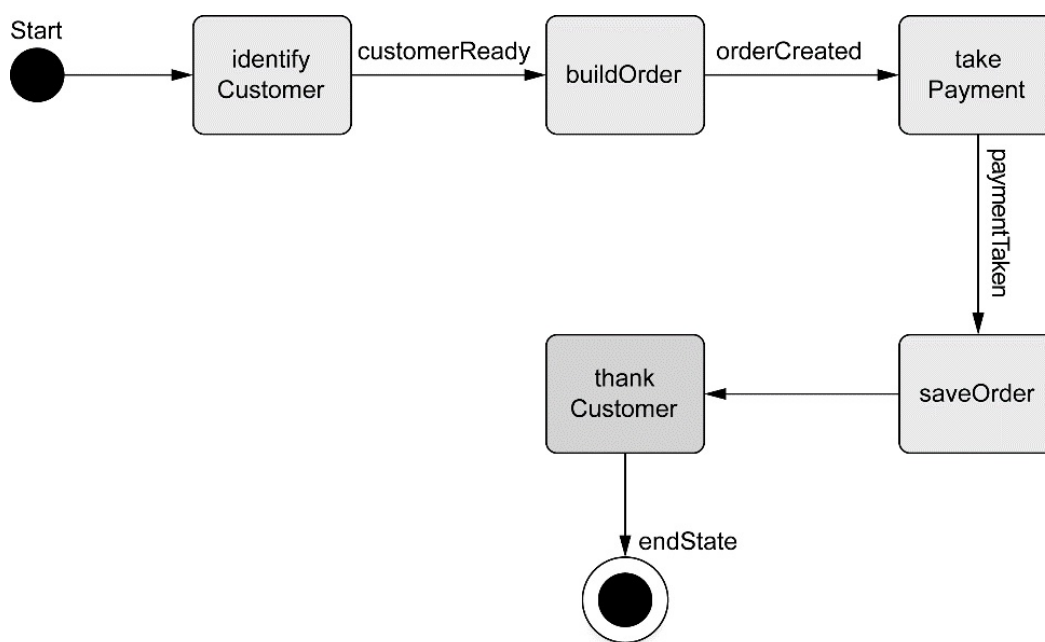 Start
identify
Customer
customerReady
buildOrder
orderCreated
take
Payment
paymentTaken
saveOrder
thank
Customer
endState